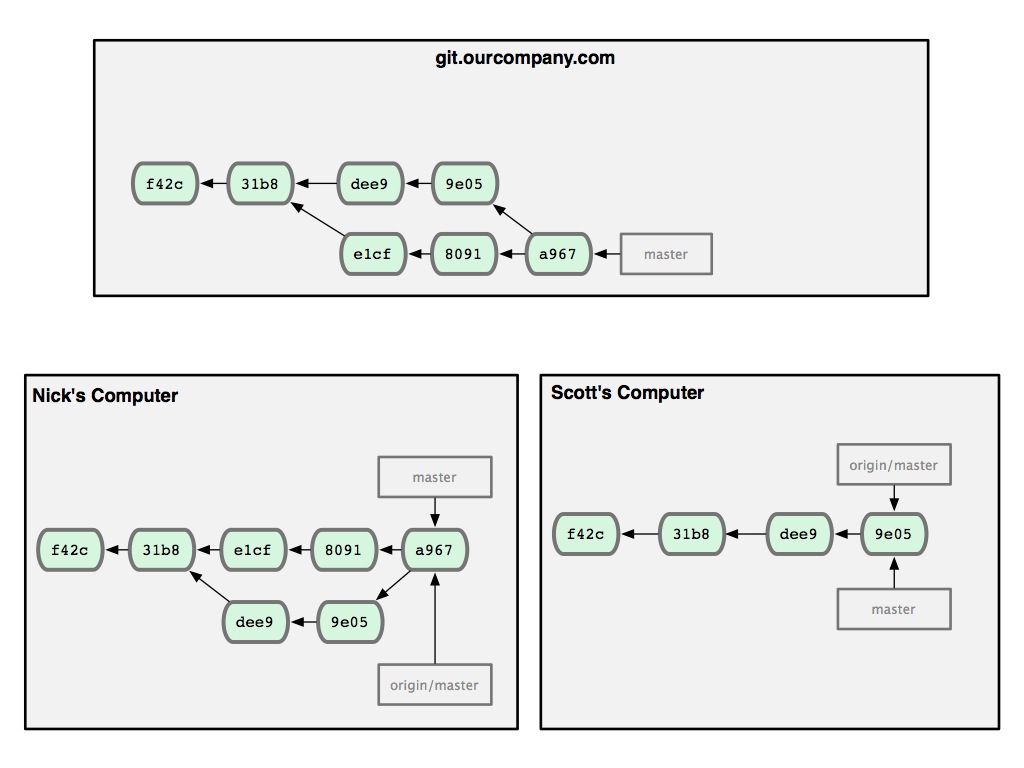 git.ourcompany.com
f42c 31b8 dee9 9e05
e1cf 8091 a967 master
Nick's Computer
master
f42c 31b8 e1cf 8091 a967
dee9 9e05
origin/master
Scott's Computer
origin/master
f42c 31b8 dee9 9e05
master